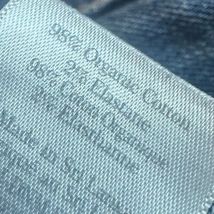 98% Organic Cotton
2% Elastane
98% Coton Organique
2% Elasthanne
Made in Sri Lanka